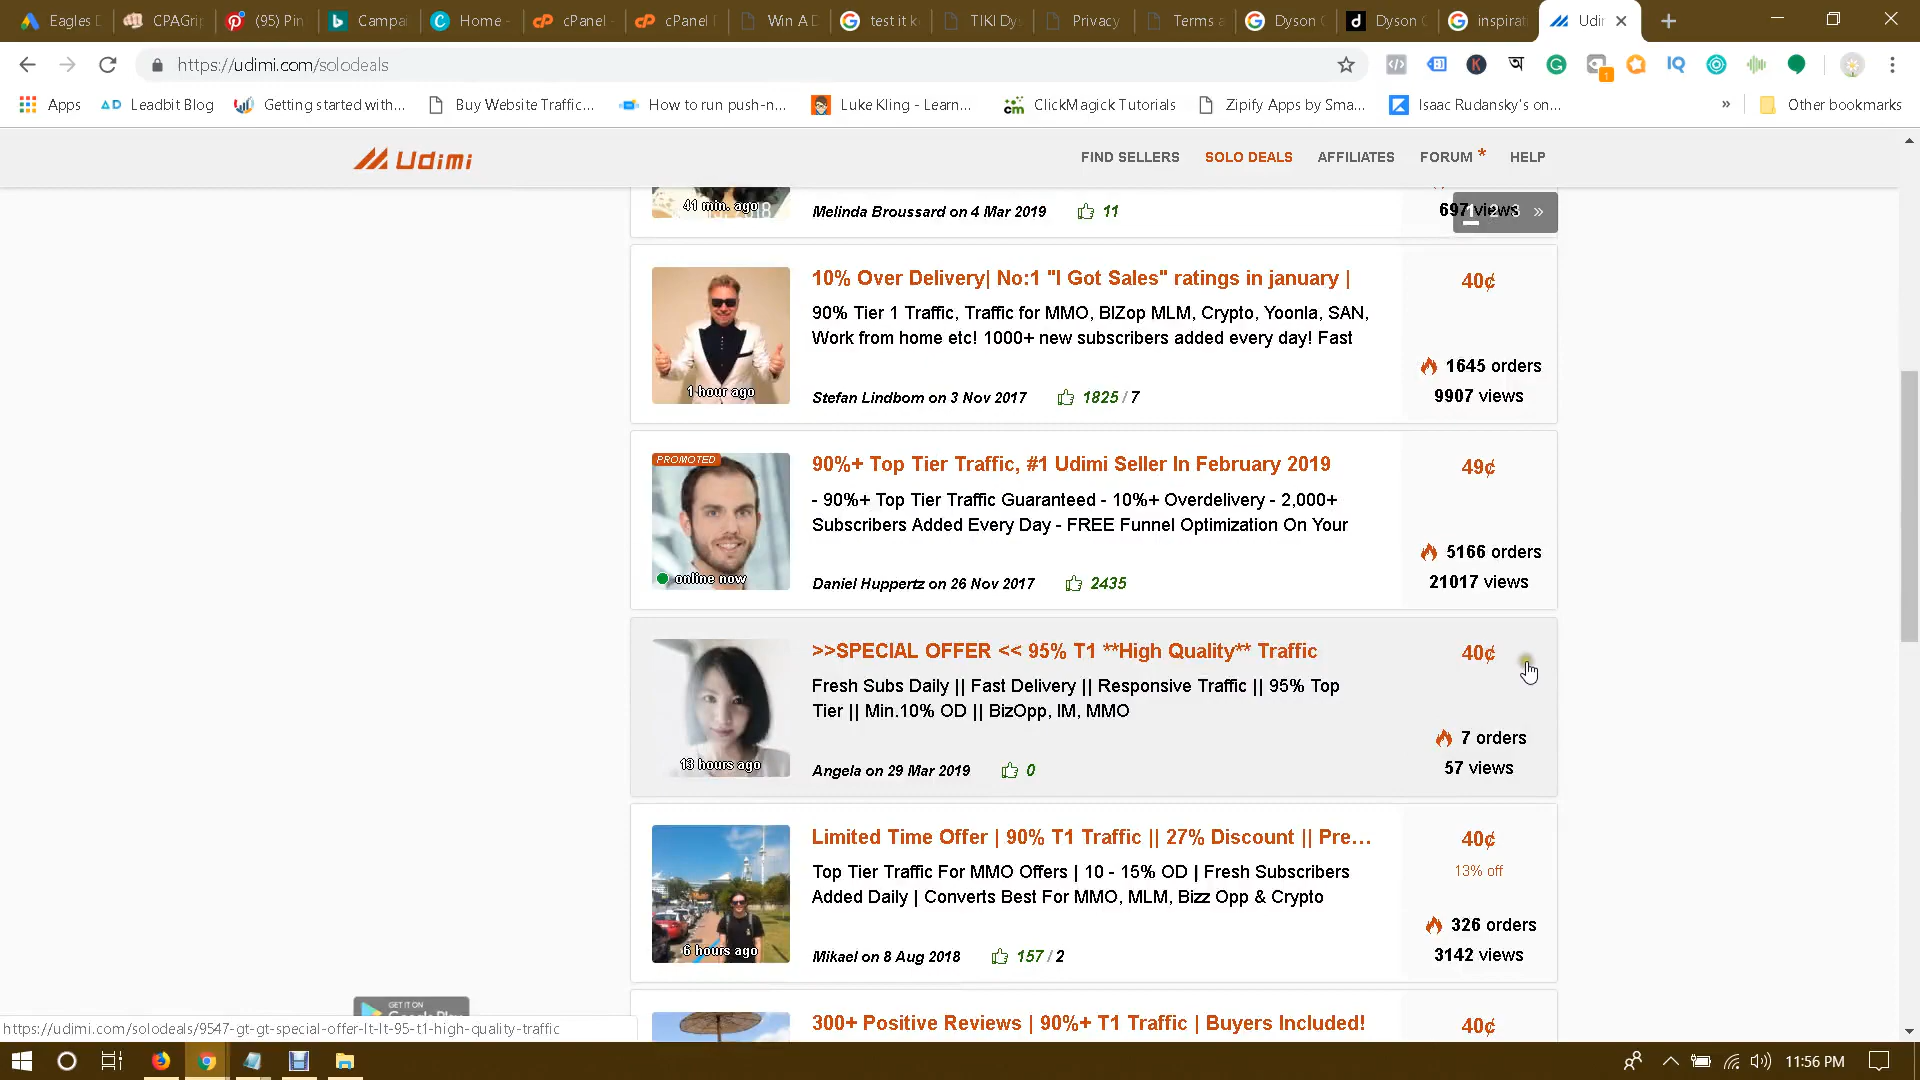 Eagles D
CPAGrip
(95) Pin
Campa
Home -
cPanel -
cPanel F
Win A D
test it k
TIKI Dys
Privacy
Terms a
Dyson C
Dyson C
inspirat
Udim
https://udimi.com/solodeals
Apps
Leadbit Blog
Getting started with...
Buy Website Traffic...
How to run push-n...
Luke Kling - Learn...
ClickMagick Tutorials
Zipify Apps by Sma...
Isaac Rudansky's on...
»
Other bookmarks
Udimi
FIND SELLERS
SOLO DEALS
AFFILIATES
FORUM *
HELP
41 min. ago
Melinda Broussard on 4 Mar 2019 11
697 views
1 2 3 »
10% Over Delivery| No:1 "I Got Sales" ratings in january |
40¢
90% Tier 1 Traffic, Traffic for MMO, BIZop MLM, Crypto, Yoonla, SAN,
Work from home etc! 1000+ new subscribers added every day! Fast
1645 orders
9907 views
1 hour ago
Stefan Lindbom on 3 Nov 2017 1825 / 7
PROMOTED
90%+ Top Tier Traffic, #1 Udimi Seller In February 2019
49¢
- 90%+ Top Tier Traffic Guaranteed - 10%+ Overdelivery - 2,000+
Subscribers Added Every Day - FREE Funnel Optimization On Your
5166 orders
21017 views
online now
Daniel Huppertz on 26 Nov 2017 2435
>>SPECIAL OFFER << 95% T1 **High Quality** Traffic
40¢
Fresh Subs Daily || Fast Delivery || Responsive Traffic || 95% Top
Tier || Min.10% OD || BizOpp, IM, MMO
7 orders
57 views
13 hours ago
Angela on 29 Mar 2019 0
Limited Time Offer | 90% T1 Traffic || 27% Discount || Pre...
40¢
13% off
Top Tier Traffic For MMO Offers | 10 - 15% OD | Fresh Subscribers
Added Daily | Converts Best For MMO, MLM, Bizz Opp & Crypto
326 orders
3142 views
6 hours ago
Mikael on 8 Aug 2018 157 / 2
GET IT ON
Google Play
300+ Positive Reviews | 90%+ T1 Traffic | Buyers Included!
40¢
https://udimi.com/solodeals/9547-gt-gt-special-offer-lt-lt-95-t1-high-quality-traffic
11:56 PM